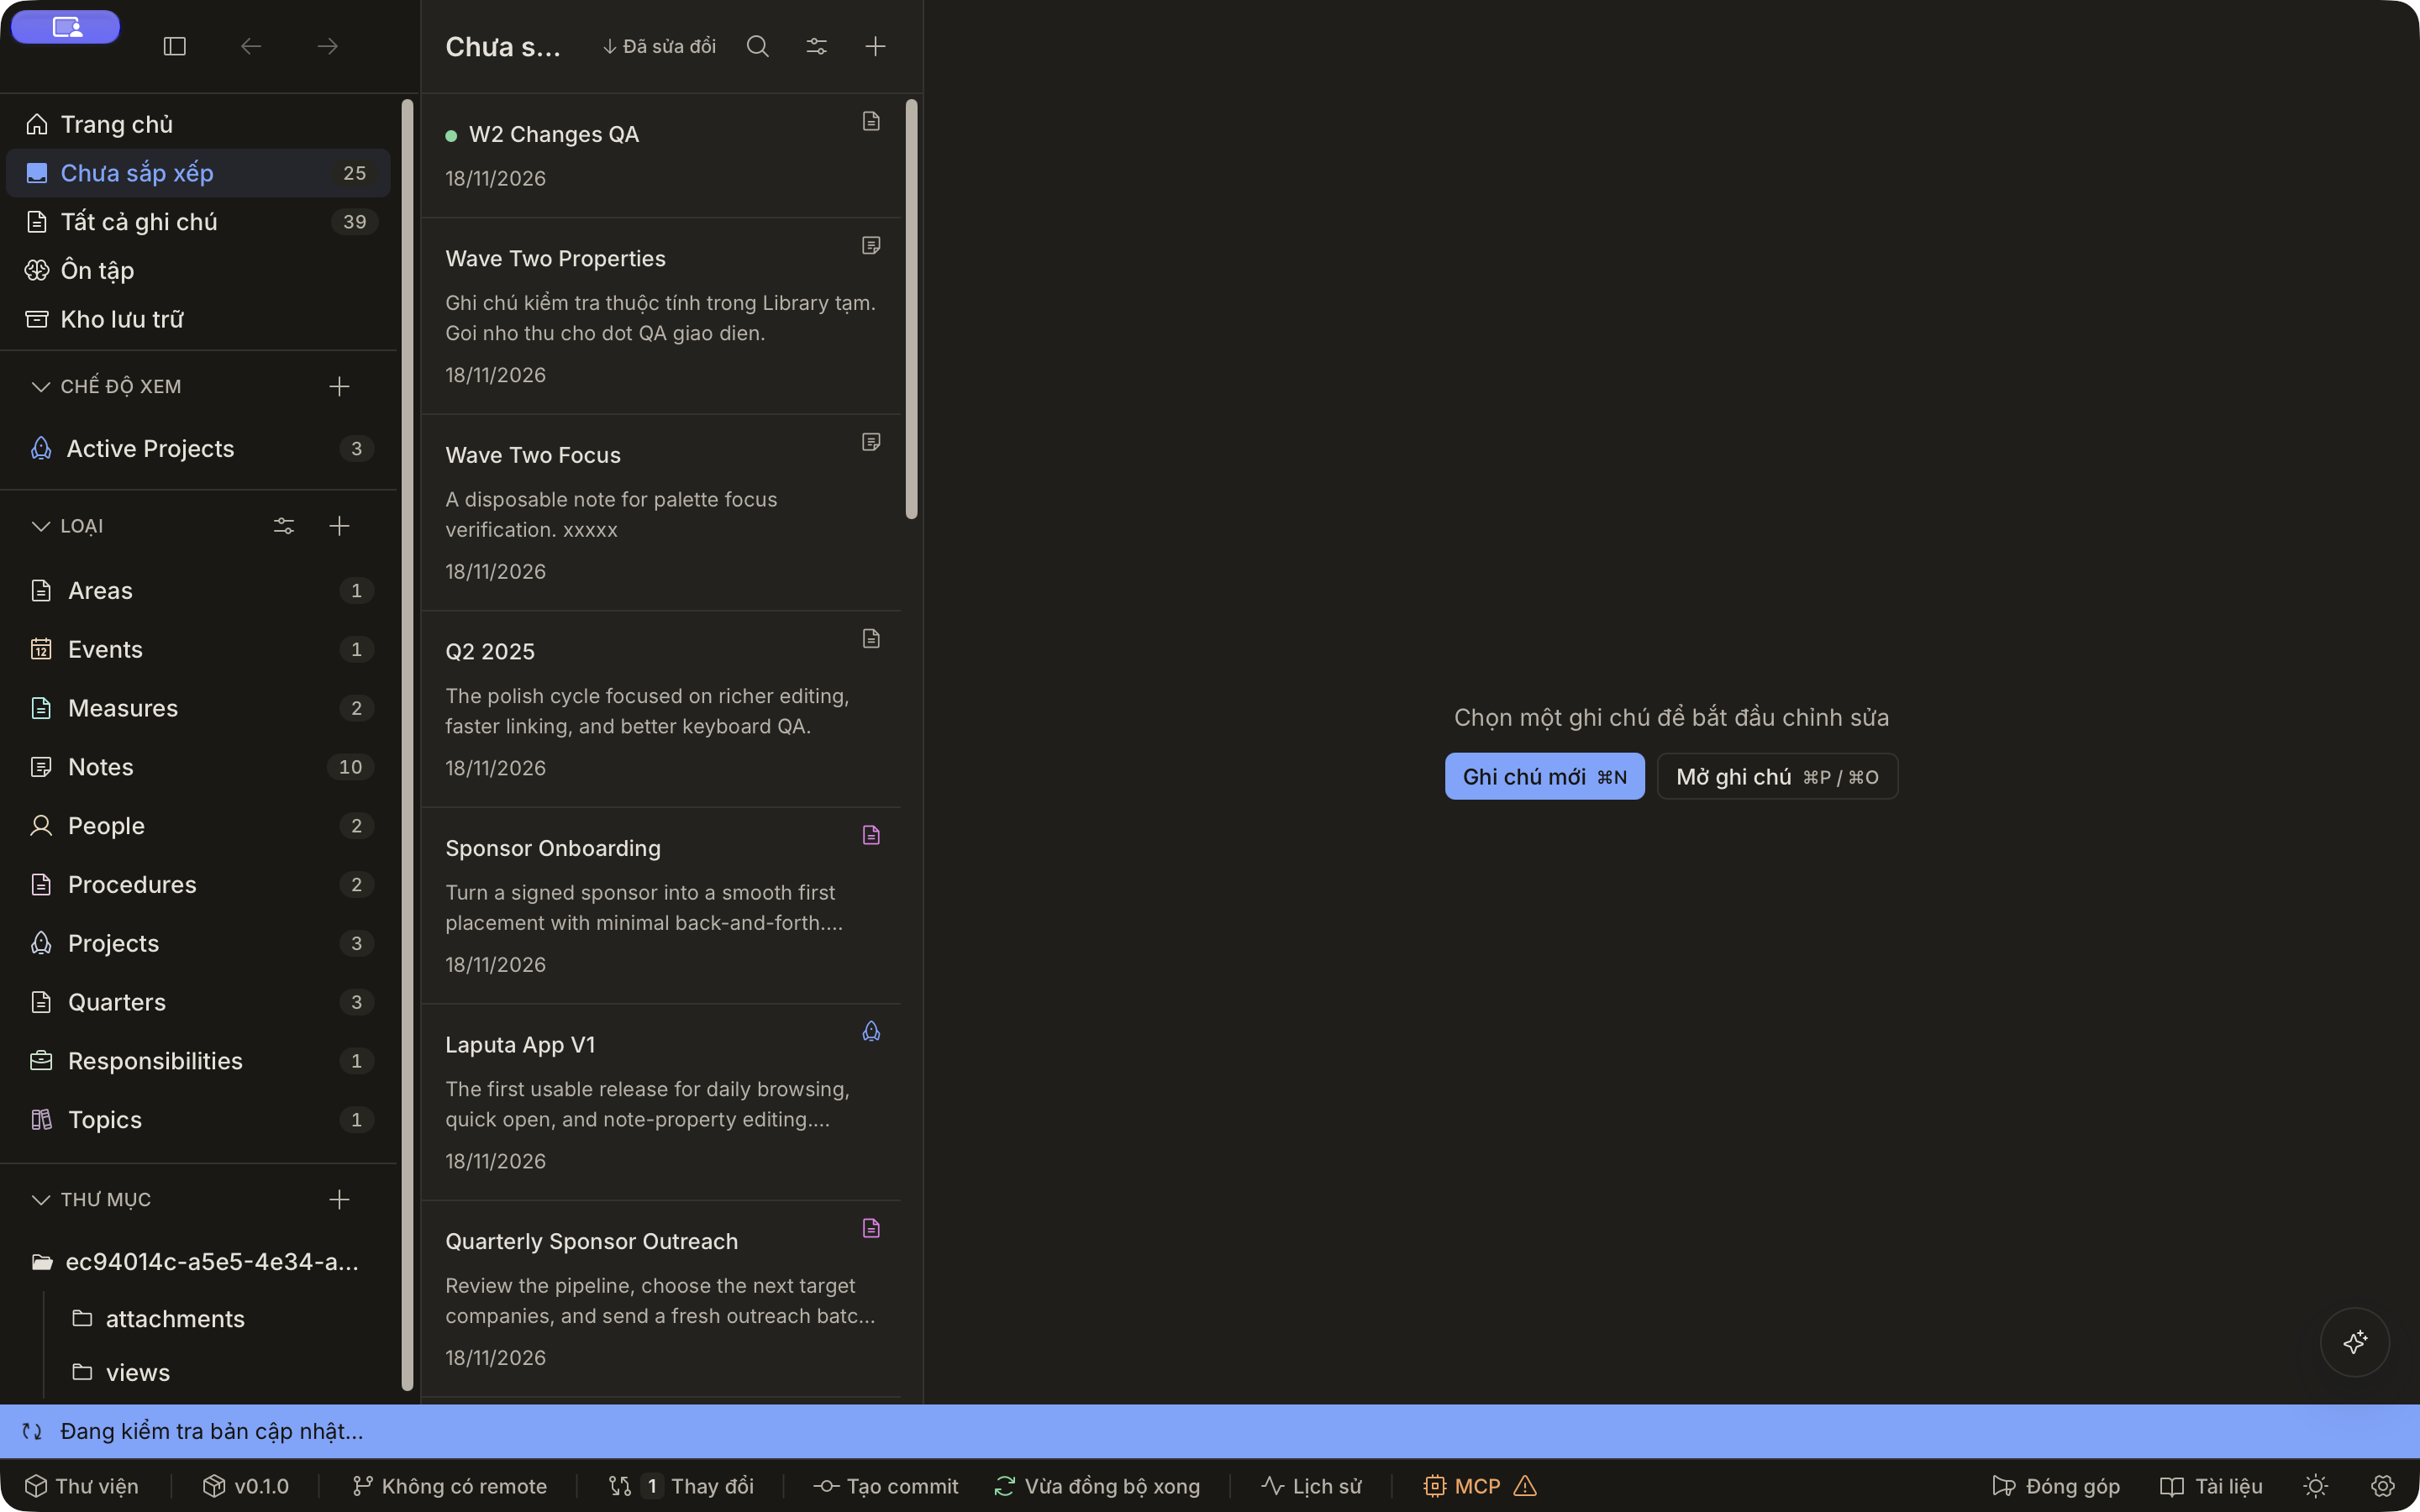 Trang chủ
Chưa sắp xếp 25
Tất cả ghi chú 39
Ôn tập
Kho lưu trữ
CHẾ ĐỘ XEM
Active Projects 3
LOẠI
Areas 1
Events 1
Measures 2
Notes 10
People 2
Procedures 2
Projects 3
Quarters 3
Responsibilities 1
Topics 1
THƯ MỤC
ec94014c-a5e5-4e34-a...
attachments
views
Chưa s... Đã sửa đổi
W2 Changes QA
18/11/2026
Wave Two Properties
Ghi chú kiểm tra thuộc tính trong Library tạm.
Goi nho thu cho dot QA giao dien.
18/11/2026
Wave Two Focus
A disposable note for palette focus
verification. xxxxx
18/11/2026
Q2 2025
The polish cycle focused on richer editing,
faster linking, and better keyboard QA.
18/11/2026
Sponsor Onboarding
Turn a signed sponsor into a smooth first
placement with minimal back-and-forth....
18/11/2026
Laputa App V1
The first usable release for daily browsing,
quick open, and note-property editing....
18/11/2026
Quarterly Sponsor Outreach
Review the pipeline, choose the next target
companies, and send a fresh outreach batc...
18/11/2026
Chọn một ghi chú để bắt đầu chỉnh sửa
Ghi chú mới ⌘N Mở ghi chú ⌘P / ⌘O
Đang kiểm tra bản cập nhật...
Thư viện v0.1.0 Không có remote 1 Thay đổi Tạo commit Vừa đồng bộ xong Lịch sử MCP Đóng góp Tài liệu